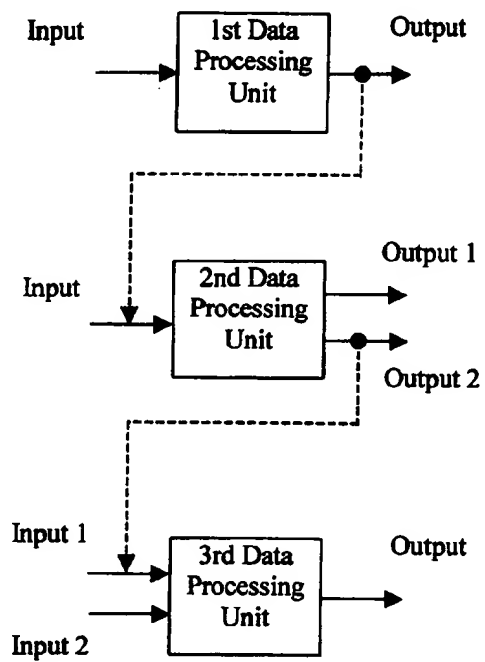 Input
1st Data
Processing
Unit
Output
Input
2nd Data
Processing
Unit
Output 1
Output 2
Input 1
Input 2
3rd Data
Processing
Unit
Output